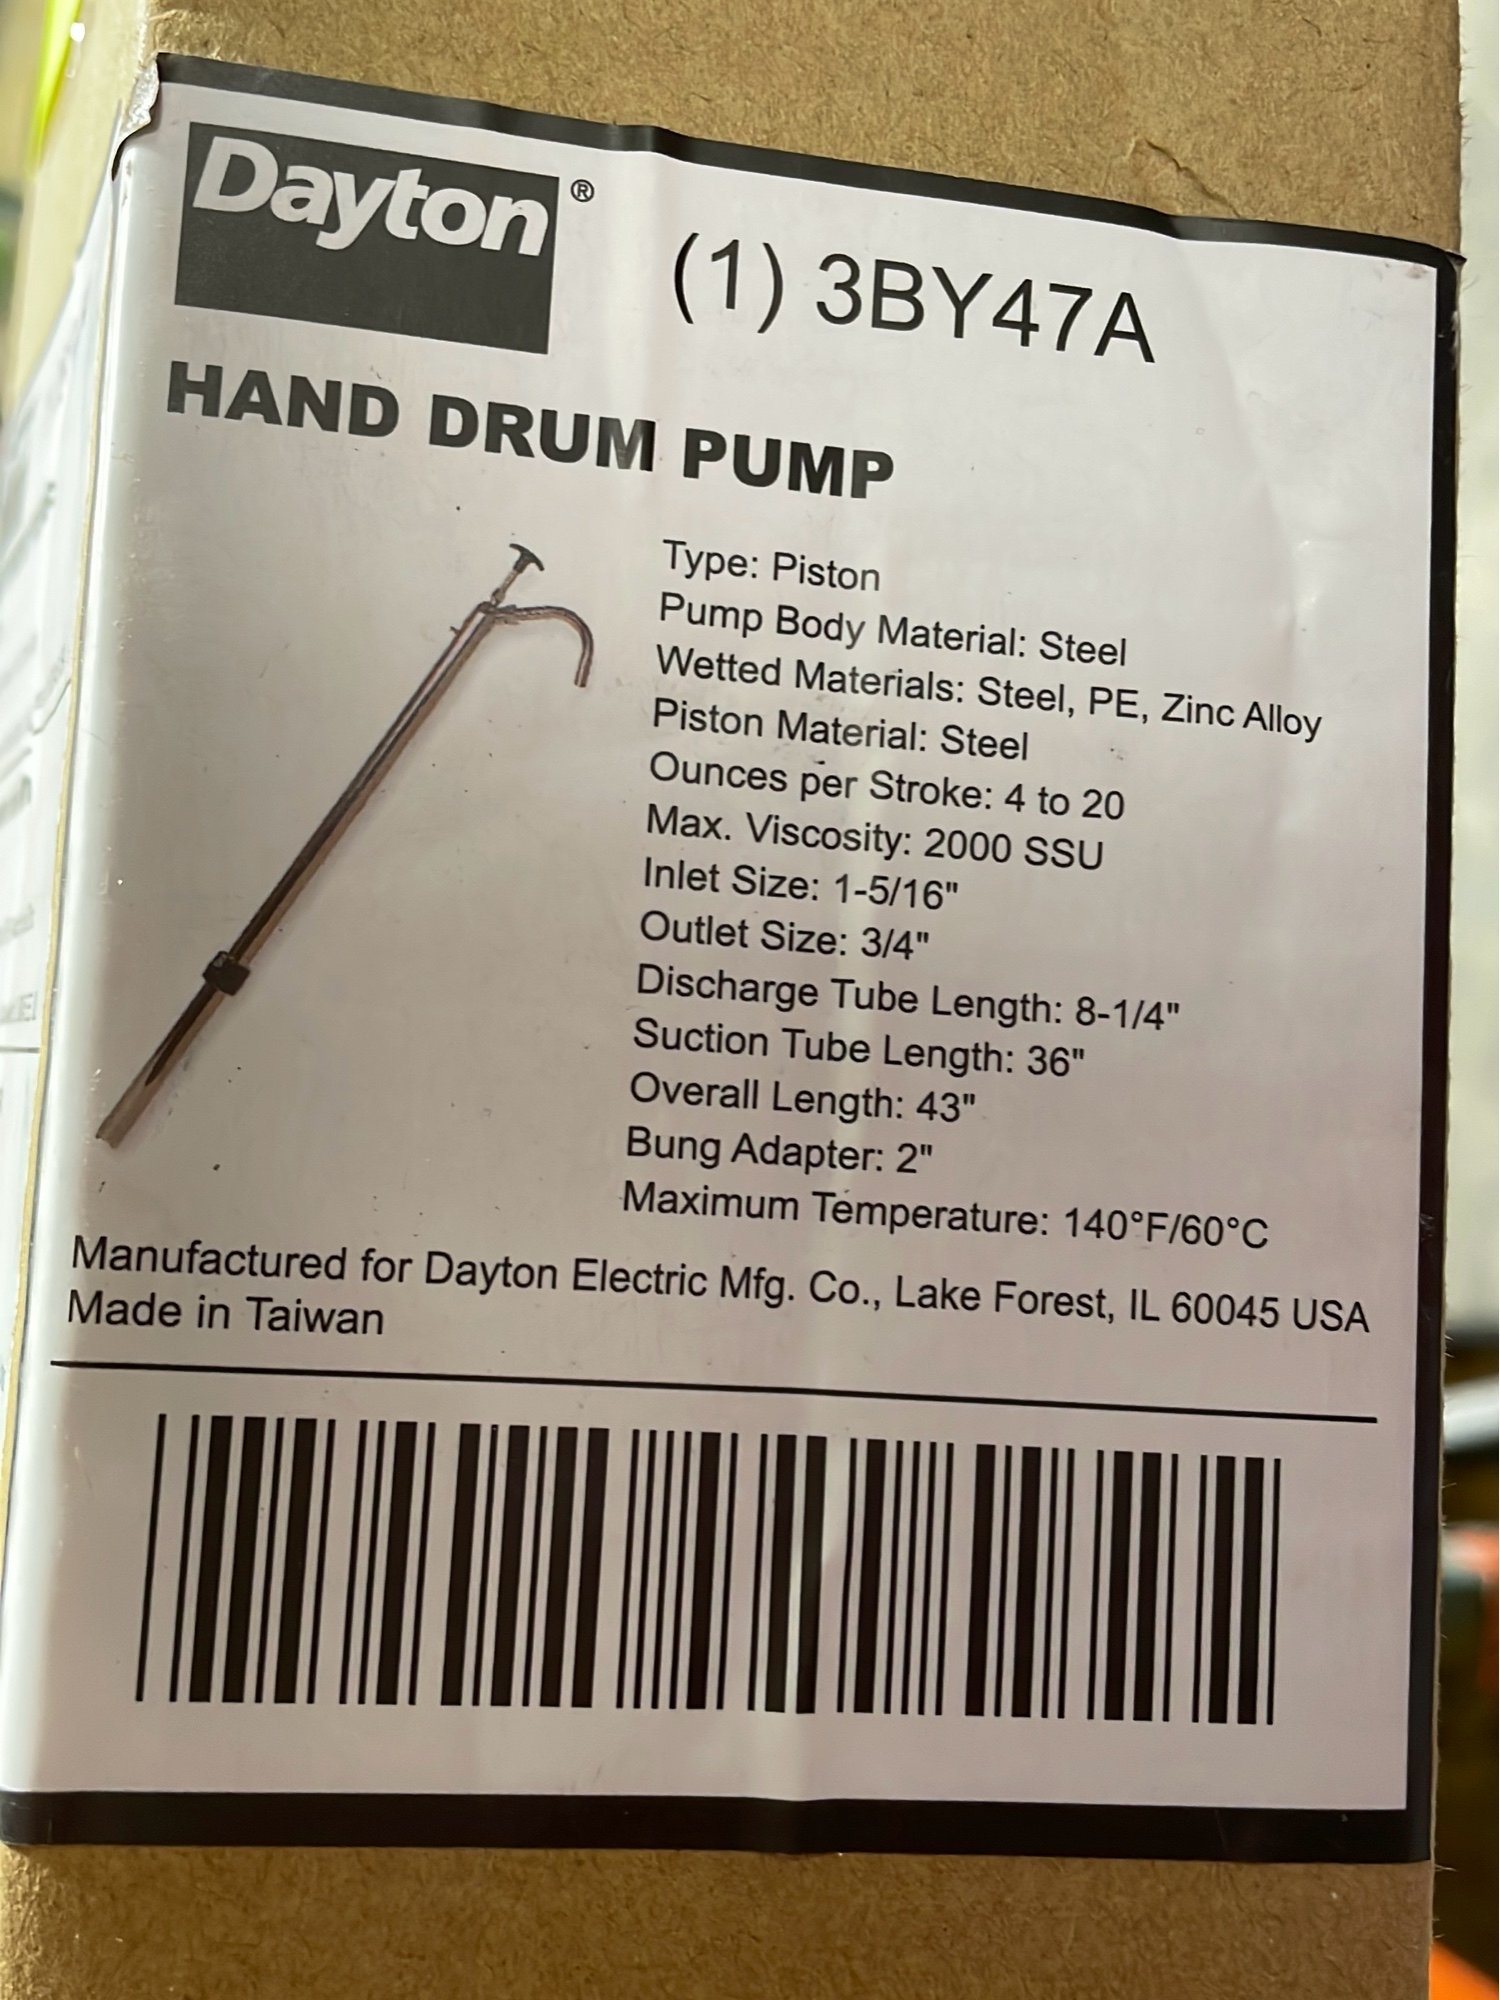 Dayton®
(1) 3BY47A
HAND DRUM PUMP
Type: Piston
Pump Body Material: Steel
Wetted Materials: Steel, PE, Zinc Alloy
Piston Material: Steel
Ounces per Stroke: 4 to 20
Max. Viscosity: 2000 SSU
Inlet Size: 1-5/16"
Outlet Size: 3/4"
Discharge Tube Length: 8-1/4"
Suction Tube Length: 36"
Overall Length: 43"
Bung Adapter: 2"
Maximum Temperature: 140°F/60°C
Manufactured for Dayton Electric Mfg. Co., Lake Forest, IL 60045 USA
Made in Taiwan